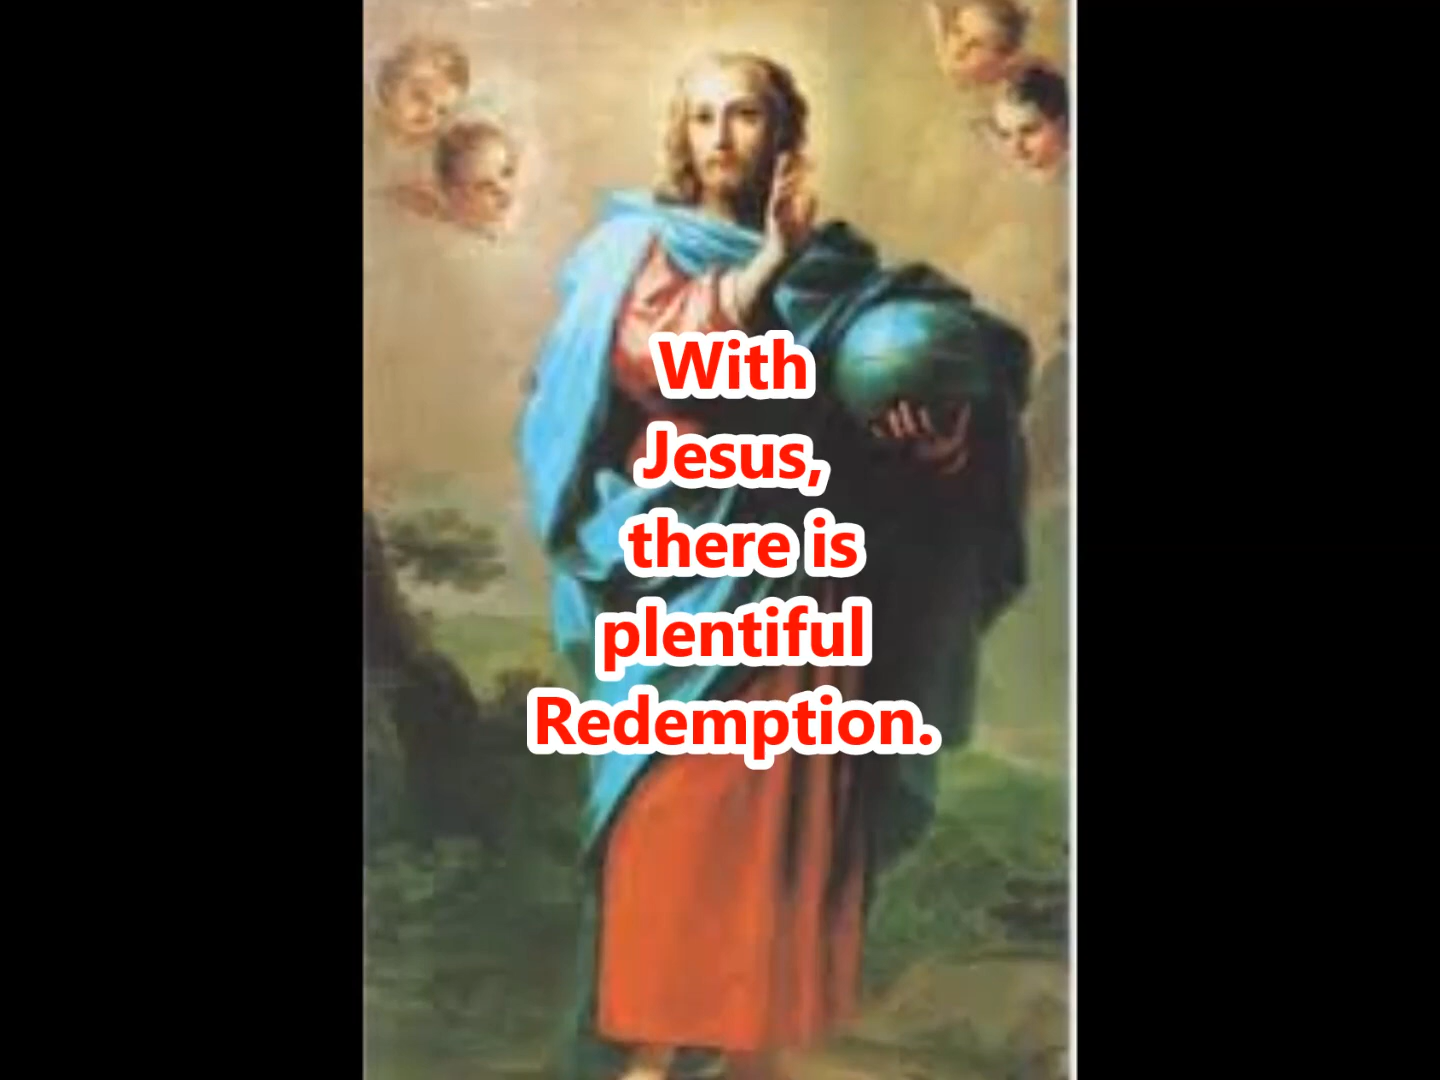 With
Jesus,
there is
plentiful
Redemption.